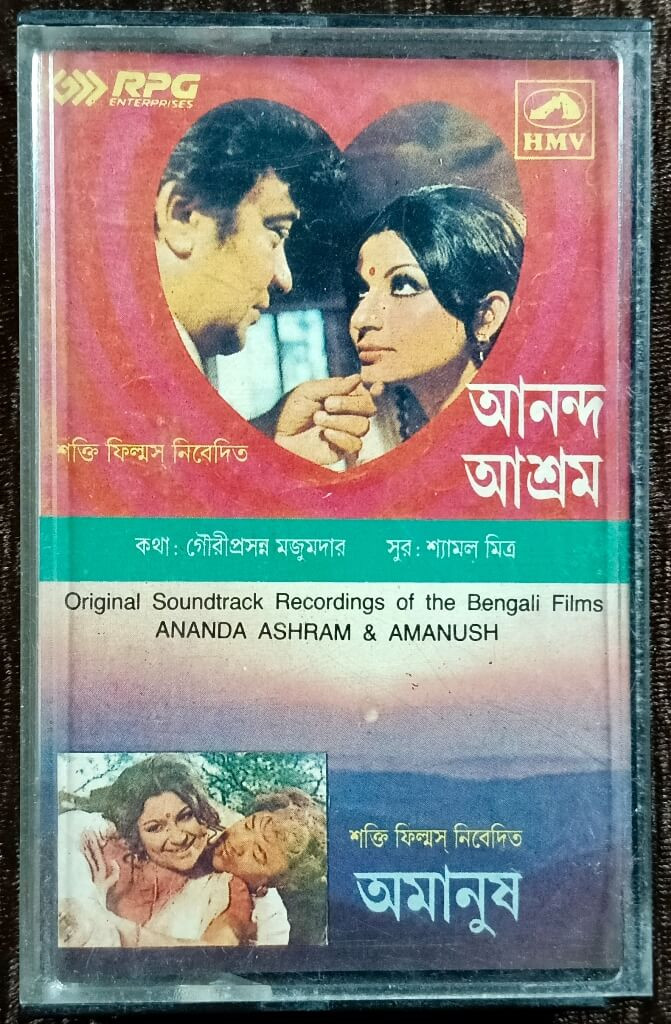 RPG
ENTERPRISES
HMV
আনন্দ
আশ্রম
শক্তি ফিল্মস্ নিবেদিত
কথা: গৌরীপ্রসন্ন মজুমদার সুর: শ্যামল মিত্র
Original Soundtrack Recordings of the Bengali Films
ANANDA ASHRAM & AMANUSH
শক্তি ফিল্মস্ নিবেদিত
অমানুষ